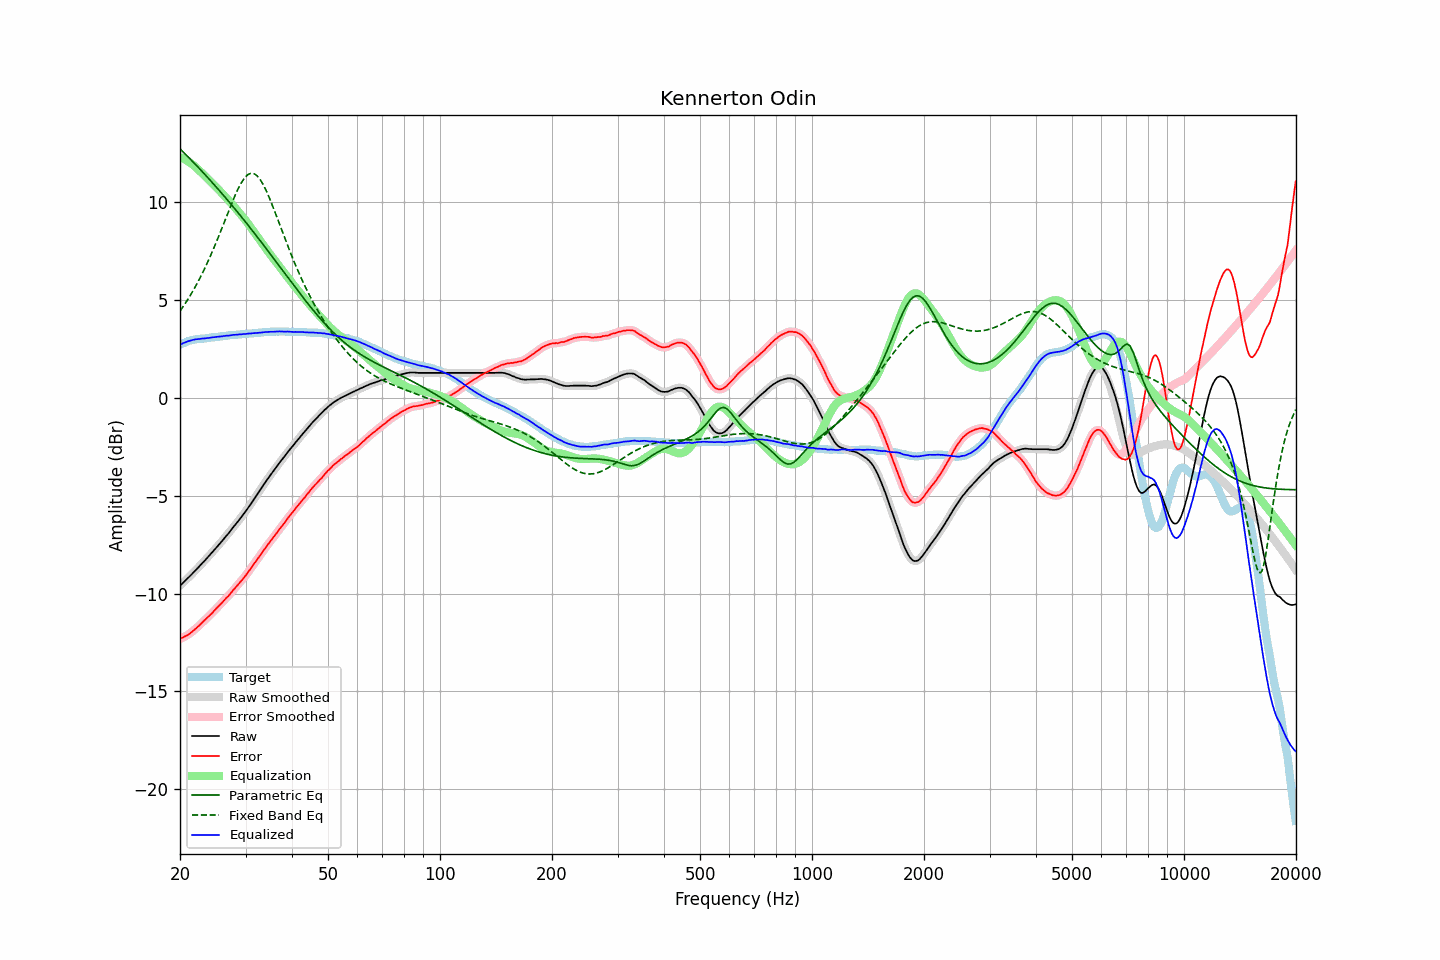 Kennerton Odin
Amplitude (dBr)
10
5
0
−5
−10
−15
−20
Target
Raw Smoothed
Error Smoothed
Raw
Error
Equalization
Parametric Eq
Fixed Band Eq
Equalized
20 50 100 200 500 1000 2000 5000 10000 20000
Frequency (Hz)